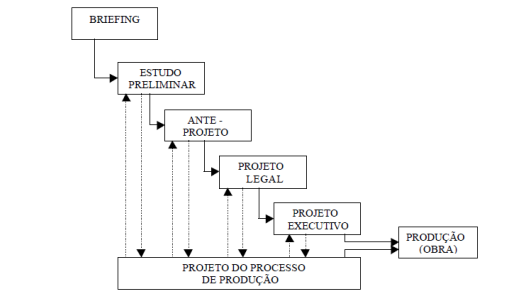 BRIEFING
ESTUDO
PRELIMINAR
ANTE -
PROJETO
PROJETO
LEGAL
PROJETO
EXECUTIVO
PRODUÇÃO
(OBRA)
PROJETO DO PROCESSO
DE PRODUÇÃO